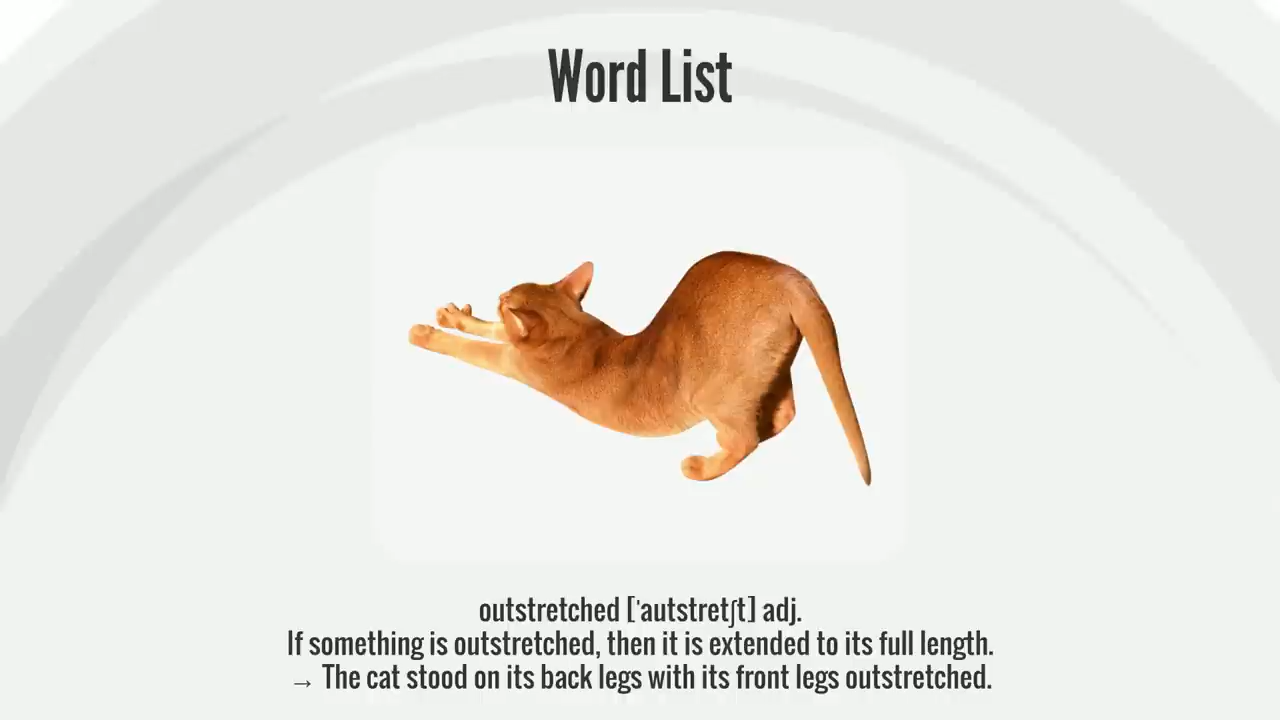 Word List
outstretched [ˈautstretʃt] adj.
If something is outstretched, then it is extended to its full length.
→ The cat stood on its back legs with its front legs outstretched.